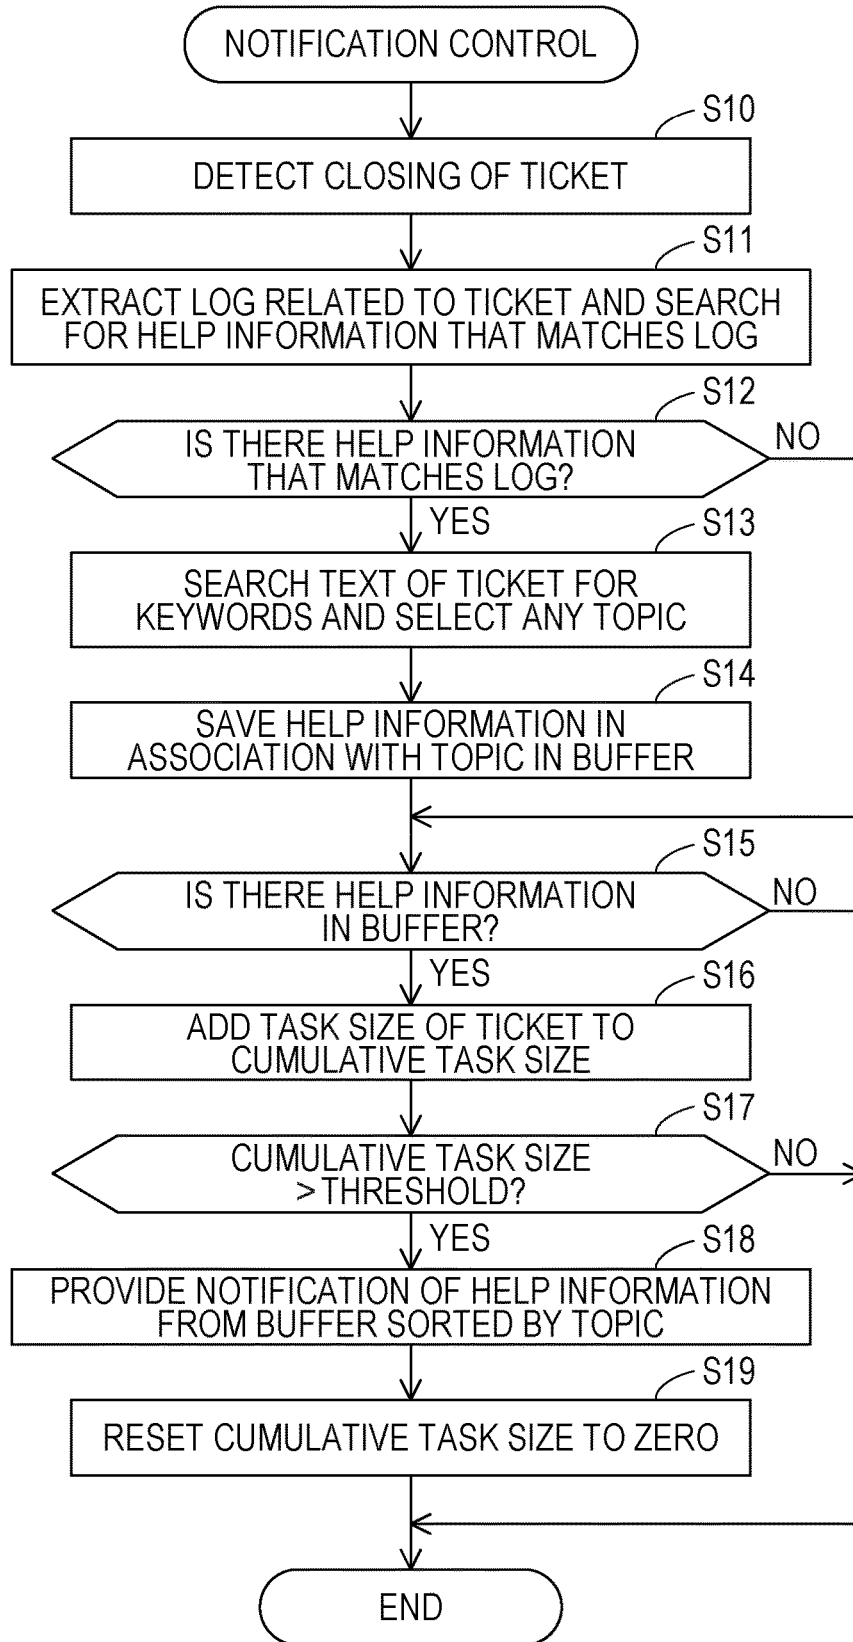 NOTIFICATION CONTROL
S10
DETECT CLOSING OF TICKET
S11
EXTRACT LOG RELATED TO TICKET AND SEARCH
FOR HELP INFORMATION THAT MATCHES LOG
S12
IS THERE HELP INFORMATION
THAT MATCHES LOG?
NO
YES
S13
SEARCH TEXT OF TICKET FOR
KEYWORDS AND SELECT ANY TOPIC
S14
SAVE HELP INFORMATION IN
ASSOCIATION WITH TOPIC IN BUFFER
S15
IS THERE HELP INFORMATION
IN BUFFER?
NO
YES
S16
ADD TASK SIZE OF TICKET TO
CUMULATIVE TASK SIZE
S17
CUMULATIVE TASK SIZE
> THRESHOLD?
NO
YES
S18
PROVIDE NOTIFICATION OF HELP INFORMATION
FROM BUFFER SORTED BY TOPIC
S19
RESET CUMULATIVE TASK SIZE TO ZERO
END